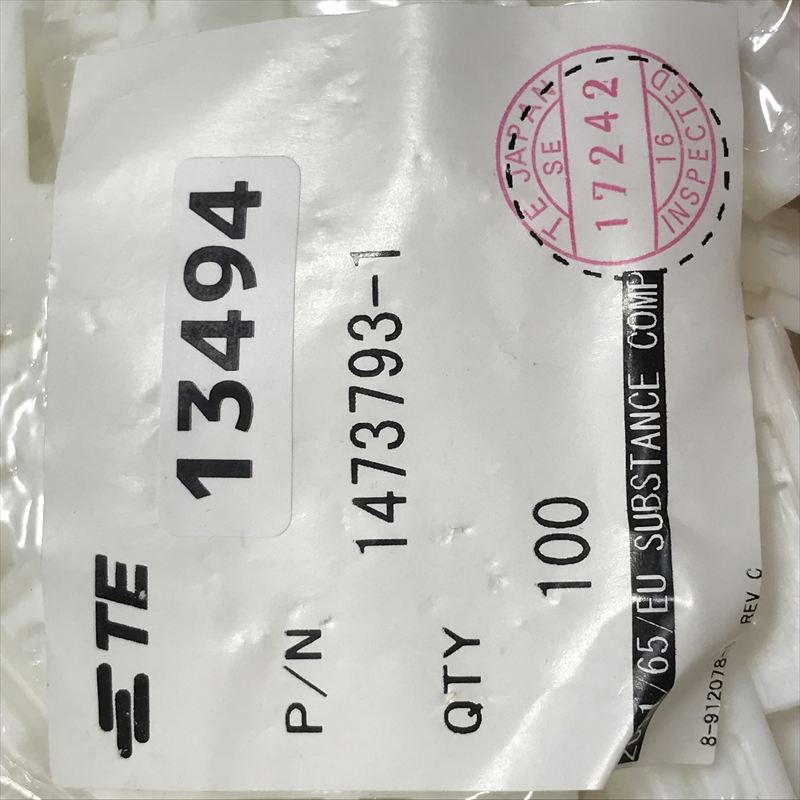 TE
13494
P/N
1473793-1
QTY
100
TE JAPAN
SE
17242
16
INSPECTED
/65/EU SUBSTANCE COMP
8-912078-
REV C